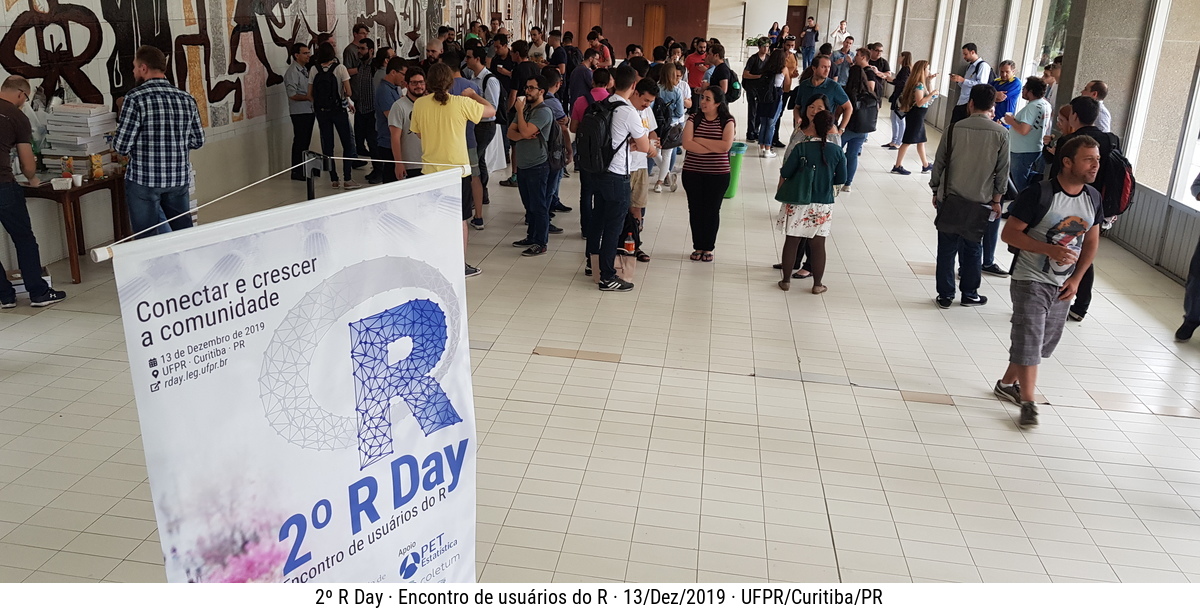 Conectar e crescer
a comunidade
13 de Dezembro de 2019
UFPR · Curitiba · PR
rday.leg.ufpr.br
R
2º R Day
Encontro de usuários do R
Apoio
PET
Estatística
coletum
2º R Day · Encontro de usuários do R · 13/Dez/2019 · UFPR/Curitiba/PR